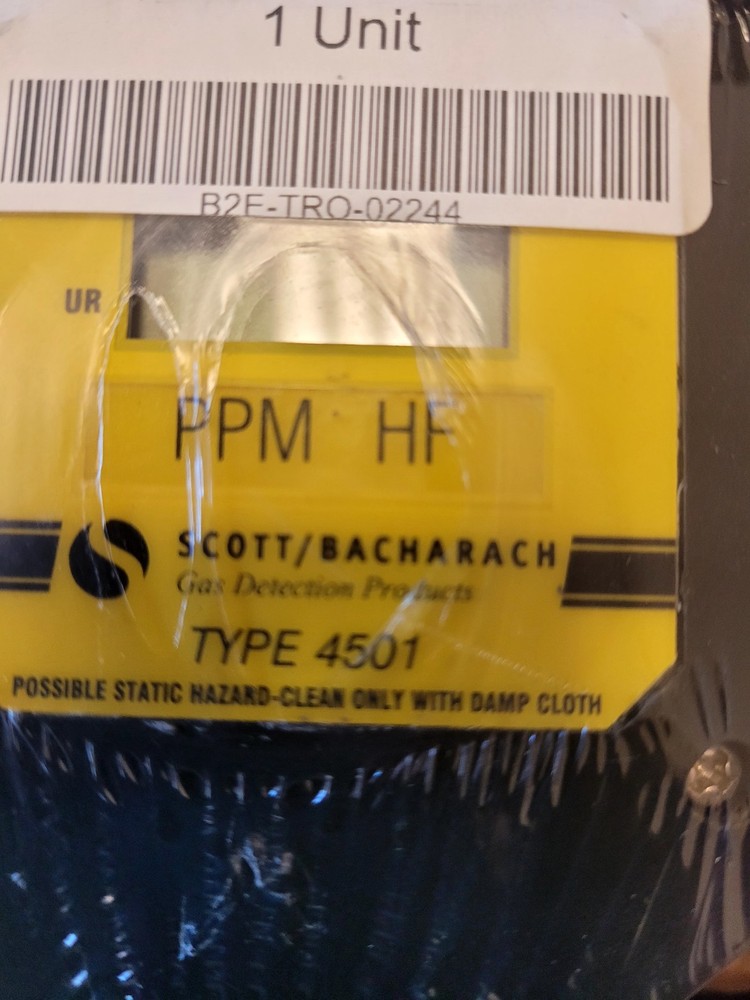 1 Unit
B2F-TRO-02244
UR
PPM HF
SCOTT/BACHARACH
Gas Detection Products
TYPE 4501
POSSIBLE STATIC HAZARD-CLEAN ONLY WITH DAMP CLOTH